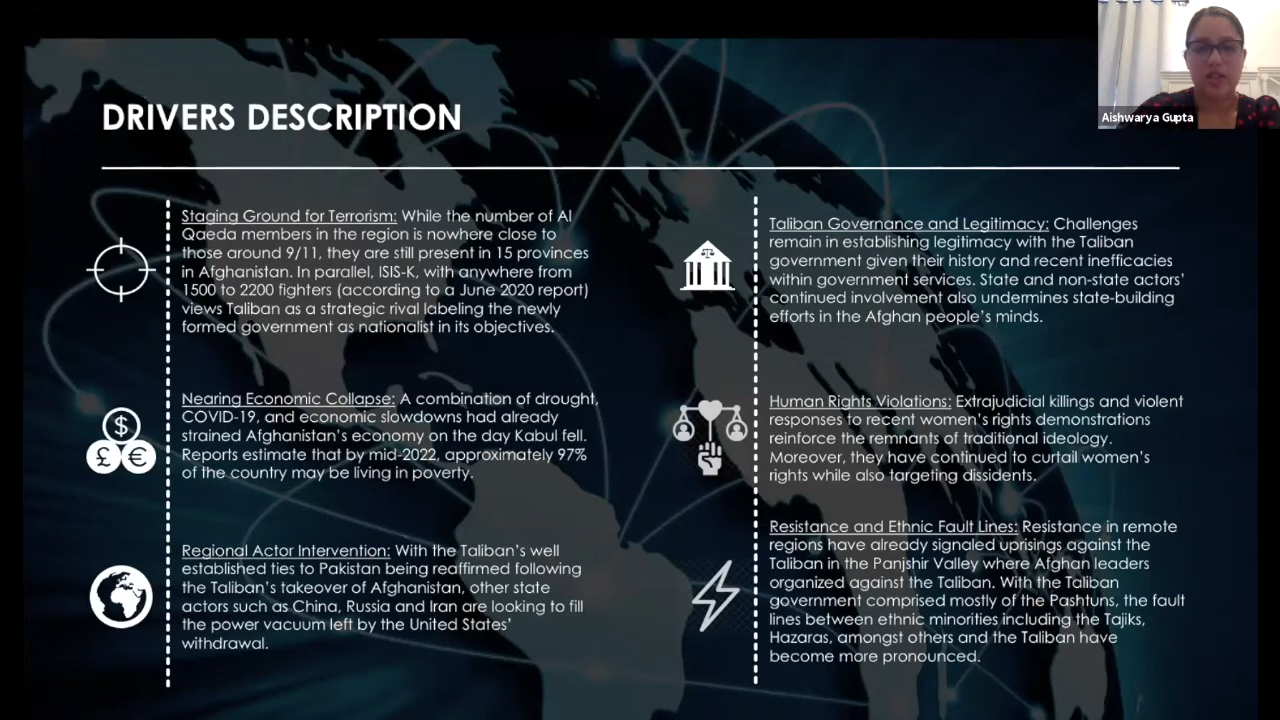 DRIVERS DESCRIPTION
Aishwarya Gupta
Staging Ground for Terrorism: While the number of Al
Qaeda members in the region is nowhere close to
those around 9/11, they are still present in 15 provinces
in Afghanistan. In parallel, ISIS-K, with anywhere from
1500 to 2200 fighters (according to a June 2020 report)
views Taliban as a strategic rival labeling the newly
formed government as nationalist in its objectives.
Nearing Economic Collapse: A combination of drought,
COVID-19, and economic slowdowns had already
strained Afghanistan's economy on the day Kabul fell.
Reports estimate that by mid-2022, approximately 97%
of the country may be living in poverty.
Regional Actor Intervention: With the Taliban's well
established ties to Pakistan being reaffirmed following
the Taliban's takeover of Afghanistan, other state
actors such as China, Russia and Iran are looking to fill
the power vacuum left by the United States'
withdrawal.
Taliban Governance and Legitimacy: Challenges
remain in establishing legitimacy with the Taliban
government given their history and recent inefficacies
within government services. State and non-state actors'
continued involvement also undermines state-building
efforts in the Afghan people's minds.
Human Rights Violations: Extrajudicial killings and violent
responses to recent women's rights demonstrations
reinforce the remnants of traditional ideology.
Moreover, they have continued to curtail women's
rights while also targeting dissidents.
Resistance and Ethnic Fault Lines: Resistance in remote
regions have already signaled uprisings against the
Taliban in the Panjshir Valley where Afghan leaders
organized against the Taliban. With the Taliban
government comprised mostly of the Pashtuns, the fault
lines between ethnic minorities including the Tajiks,
Hazaras, amongst others and the Taliban have
become more pronounced.